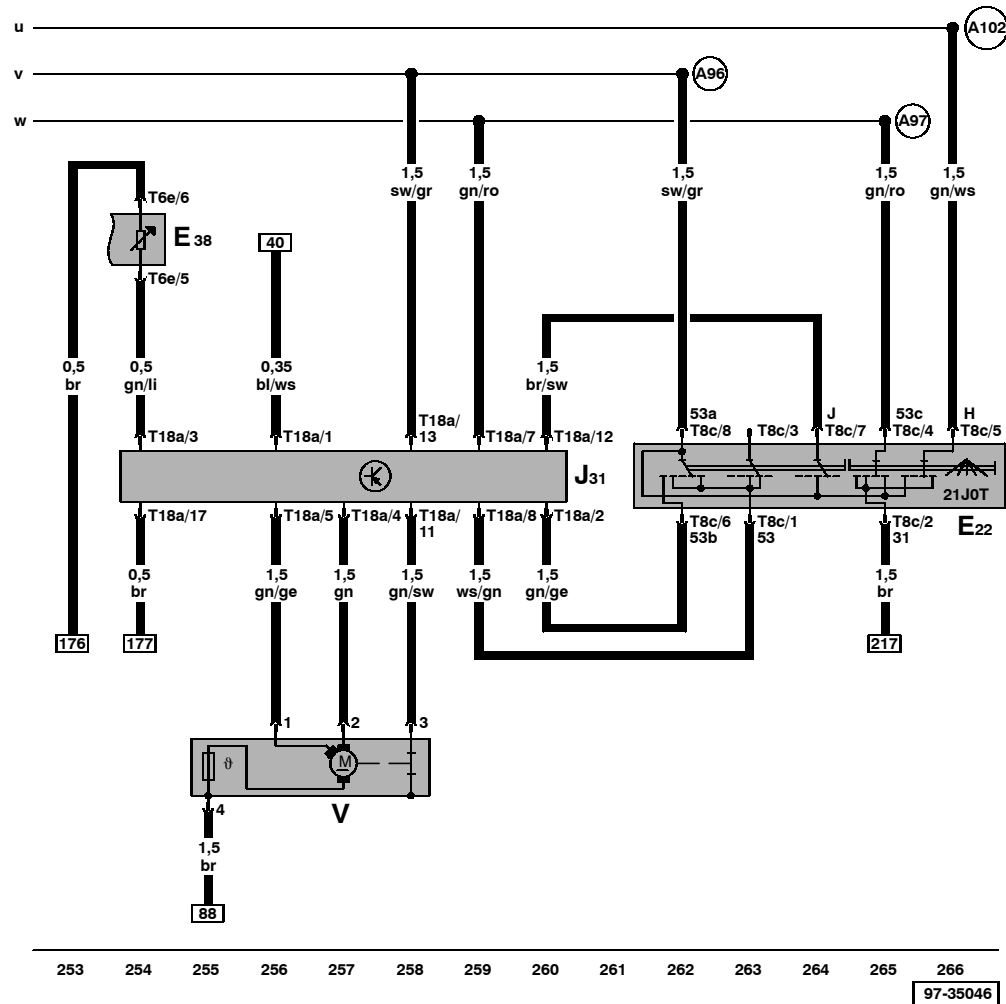 u
A102
v
A96
w
A97
1,5 1,5 1,5 1,5 1,5
sw/gr gn/ro sw/gr gn/ro gn/ws
T6e/6
E38
40
T6e/5
0,5 0,5 0,35 1,5
br gn/li bl/ws br/sw
53a J 53c H
T18a/3 T18a/1 T18a/13 T18a/7 T18a/12 T8c/8 T8c/3 T8c/7 T8c/4 T8c/5
J31
21J0T
T18a/17 T18a/5 T18a/4 T18a/11 T18a/8 T18a/2 T8c/6 T8c/1 T8c/2
53b 53 31
E22
0,5 1,5 1,5 1,5 1,5 1,5 1,5
br gn/ge gn gn/sw ws/gn gn/ge br
176 177 217
1 2 3
ϑ M
4
V
1,5
br
88
253 254 255 256 257 258 259 260 261 262 263 264 265 266
97-35046